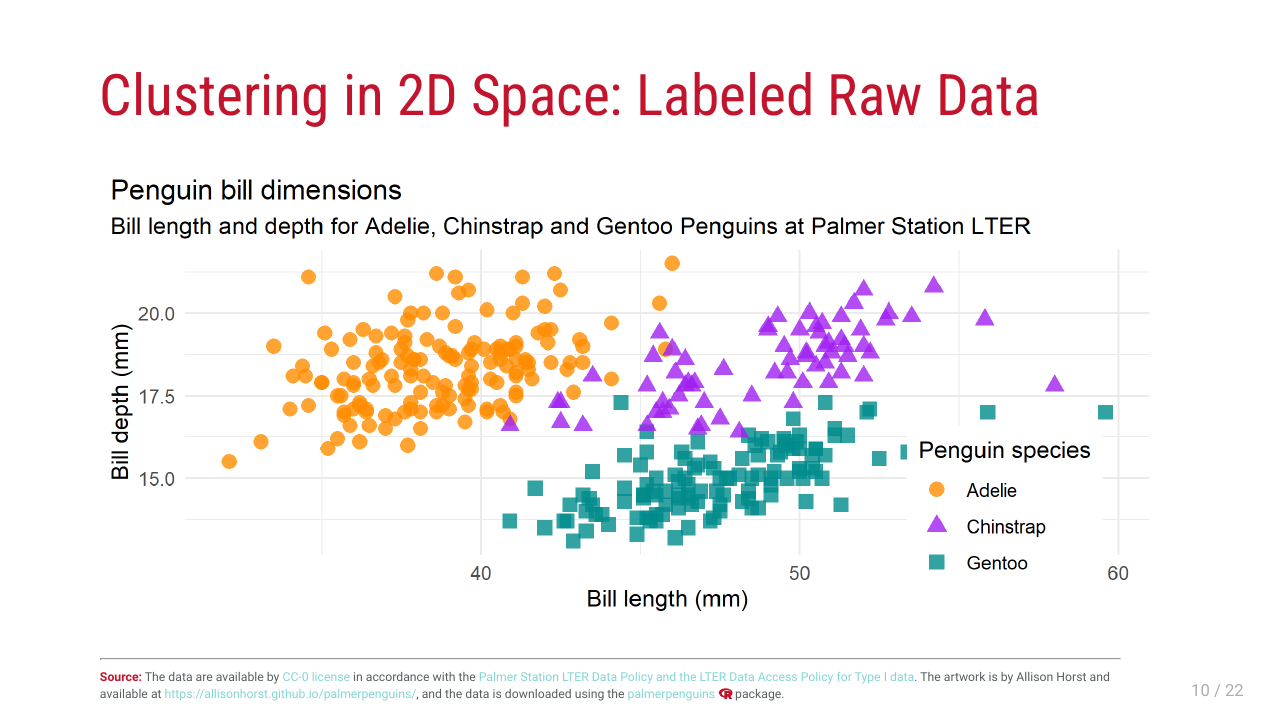 Clustering in 2D Space: Labeled Raw Data
Penguin bill dimensions
Bill length and depth for Adelie, Chinstrap and Gentoo Penguins at Palmer Station LTER
Bill depth (mm)
20.0
17.5
15.0
Penguin species
Adelie
Chinstrap
Gentoo
40
50
60
Bill length (mm)
Source: The data are available by CC-0 license in accordance with the Palmer Station LTER Data Policy and the LTER Data Access Policy for Type I data. The artwork is by Allison Horst and
available at https://allisonhorst.github.io/palmerpenguins/, and the data is downloaded using the palmerpenguins R package.
10 / 22